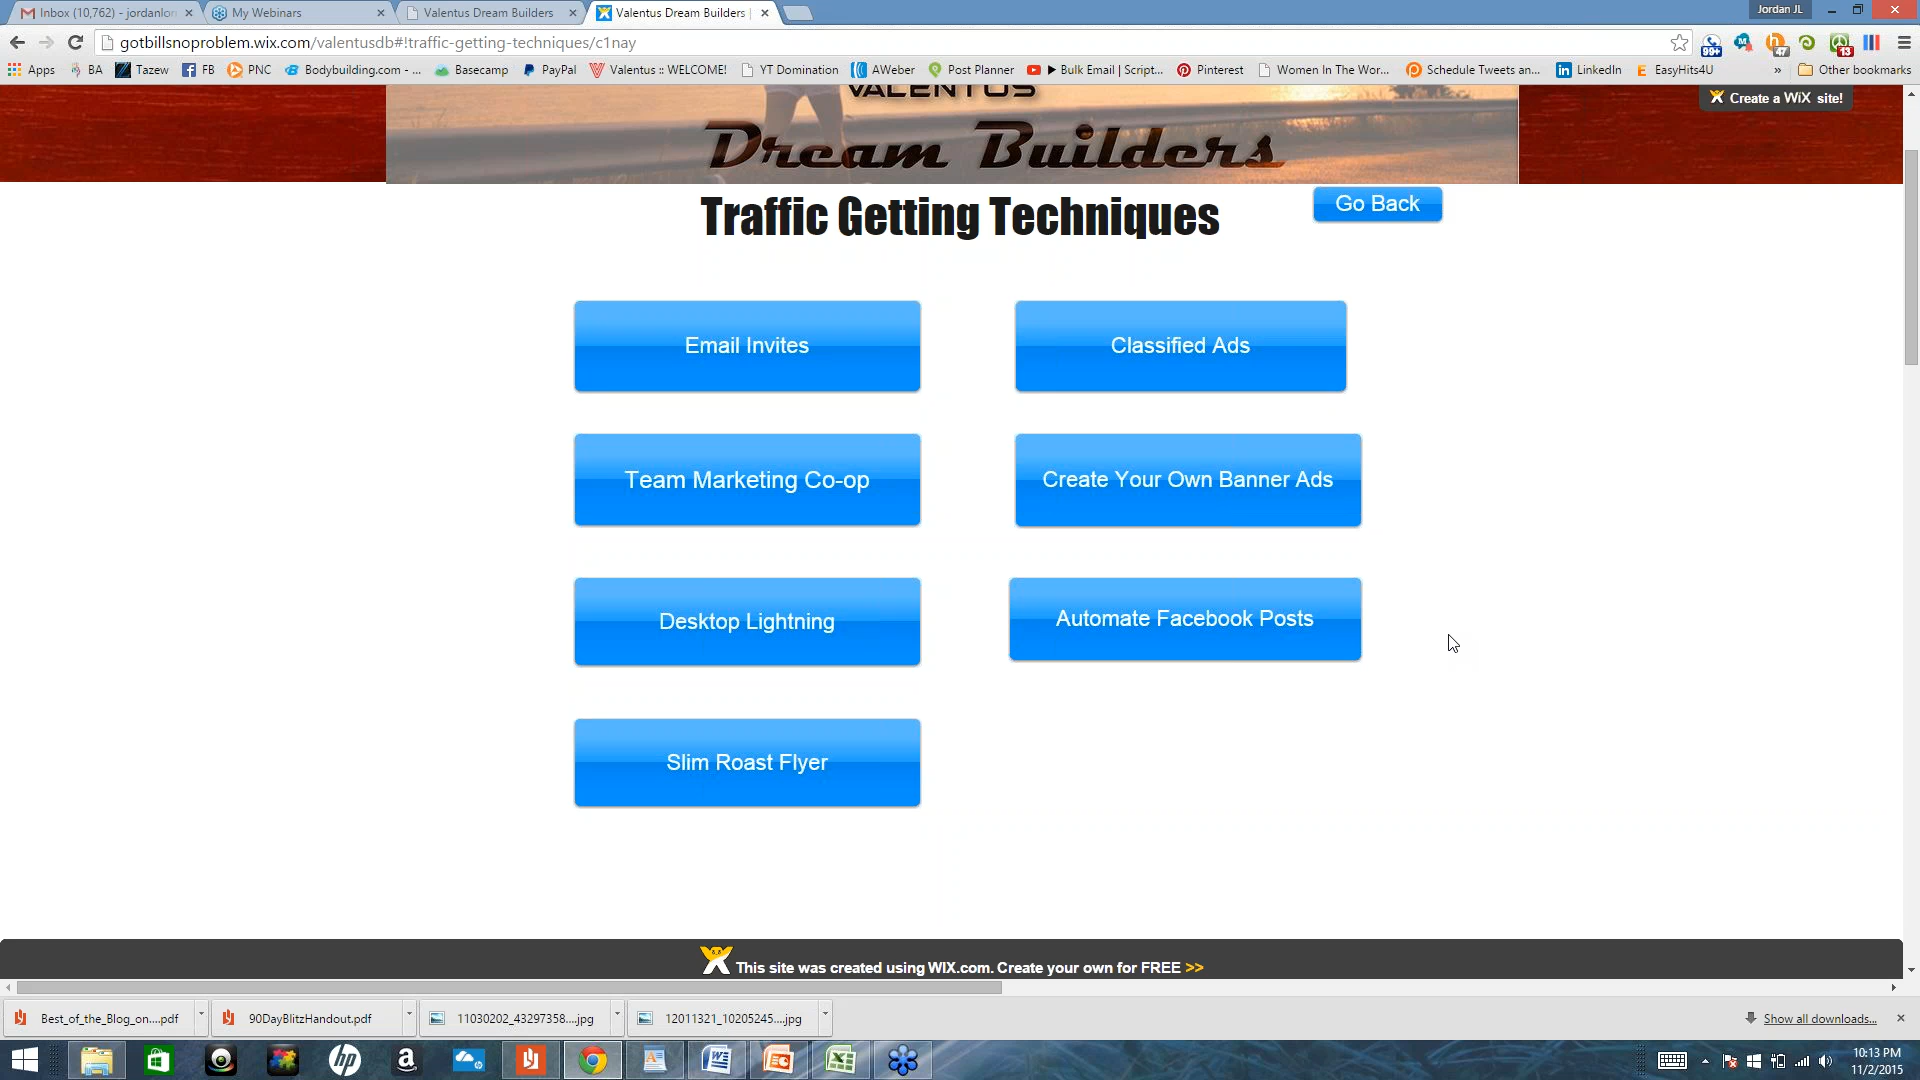 Inbox (10,762) - jordanlor
My Webinars
Valentus Dream Builders
Valentus Dream Builders |
Jordan JL
gotbillsnoproblem.wix.com/valentusdb#!traffic-getting-techniques/c1nay
99+
47
13
Apps
BA
Tazew
FB
PNC
Bodybuilding.com - ...
Basecamp
PayPal
Valentus :: WELCOME!
YT Domination
AWeber
Post Planner
▶ Bulk Email | Script...
Pinterest
Women In The Wor...
Schedule Tweets an...
LinkedIn
EasyHits4U
»
Other bookmarks
VALENTUS
Create a WiX site!
Dream Builders
Traffic Getting Techniques
Go Back
Email Invites
Classified Ads
Team Marketing Co-op
Create Your Own Banner Ads
Desktop Lightning
Automate Facebook Posts
Slim Roast Flyer
This site was created using WIX.com. Create your own for FREE >>
Best_of_the_Blog_on....pdf
90DayBlitzHandout.pdf
11030202_43297358....jpg
12011321_10205245....jpg
Show all downloads...
10:13 PM
11/2/2015